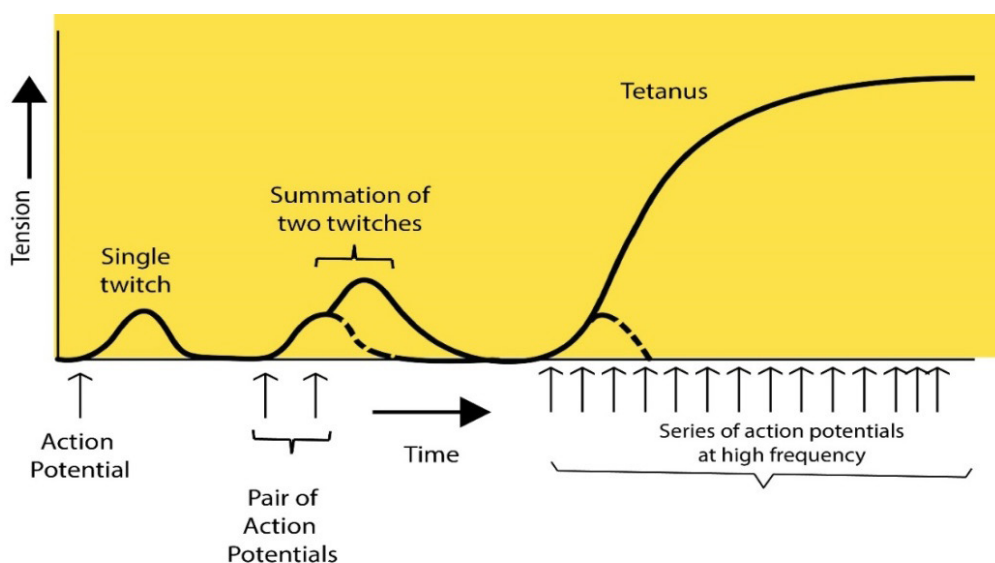 Tension
Single
twitch
Summation of
two twitches
Tetanus
Action
Potential
Pair of
Action
Potentials
Time
Series of action potentials
at high frequency